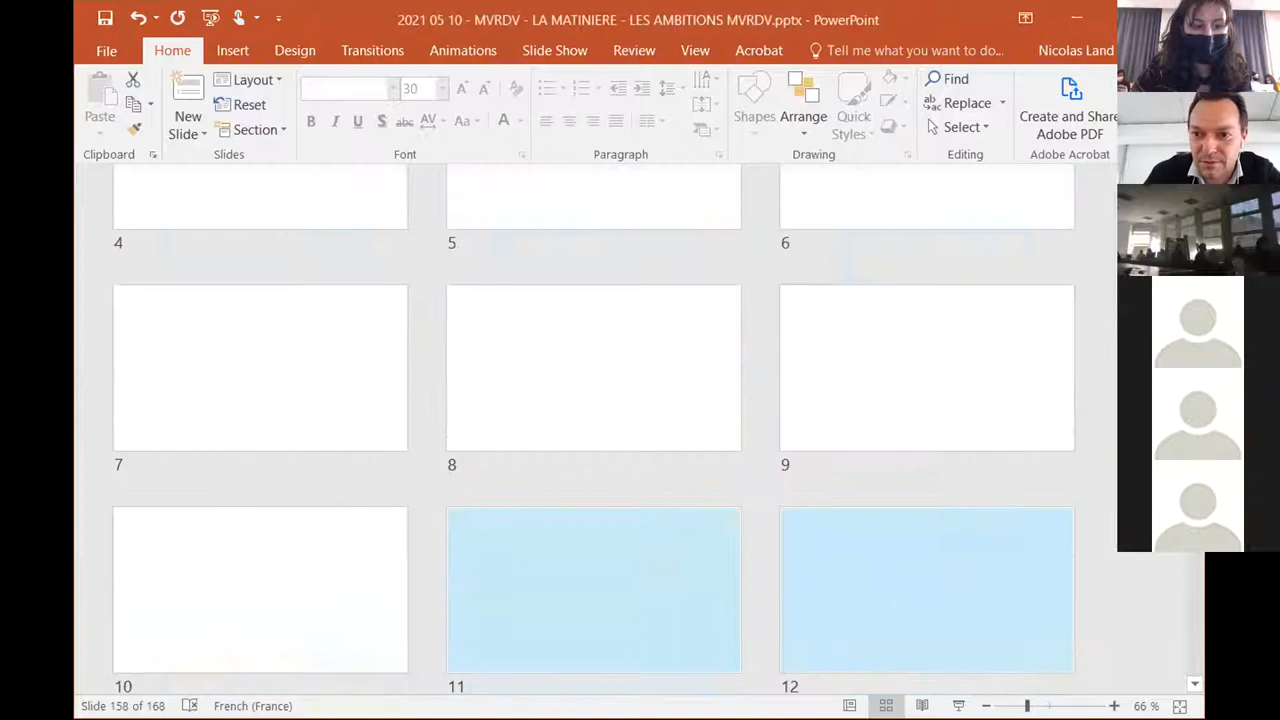 2021 05 10 - MVRDV - LA MATINIERE - LES AMBITIONS MVRDV.pptx - PowerPoint
File Home Insert Design Transitions Animations Slide Show Review View Acrobat Tell me what you want to do... Nicolas Land
Paste
Clipboard
New
Slide
Layout
Reset
Section
Slides
30
B I U S abc AV Aa A
Font
Paragraph
Shapes
Arrange
Quick
Styles
Drawing
Find
Replace
Select
Editing
Create and Share
Adobe PDF
Adobe Acrobat
4 5 6
7 8 9
10 11 12
Slide 158 of 168 French (France) 66 %